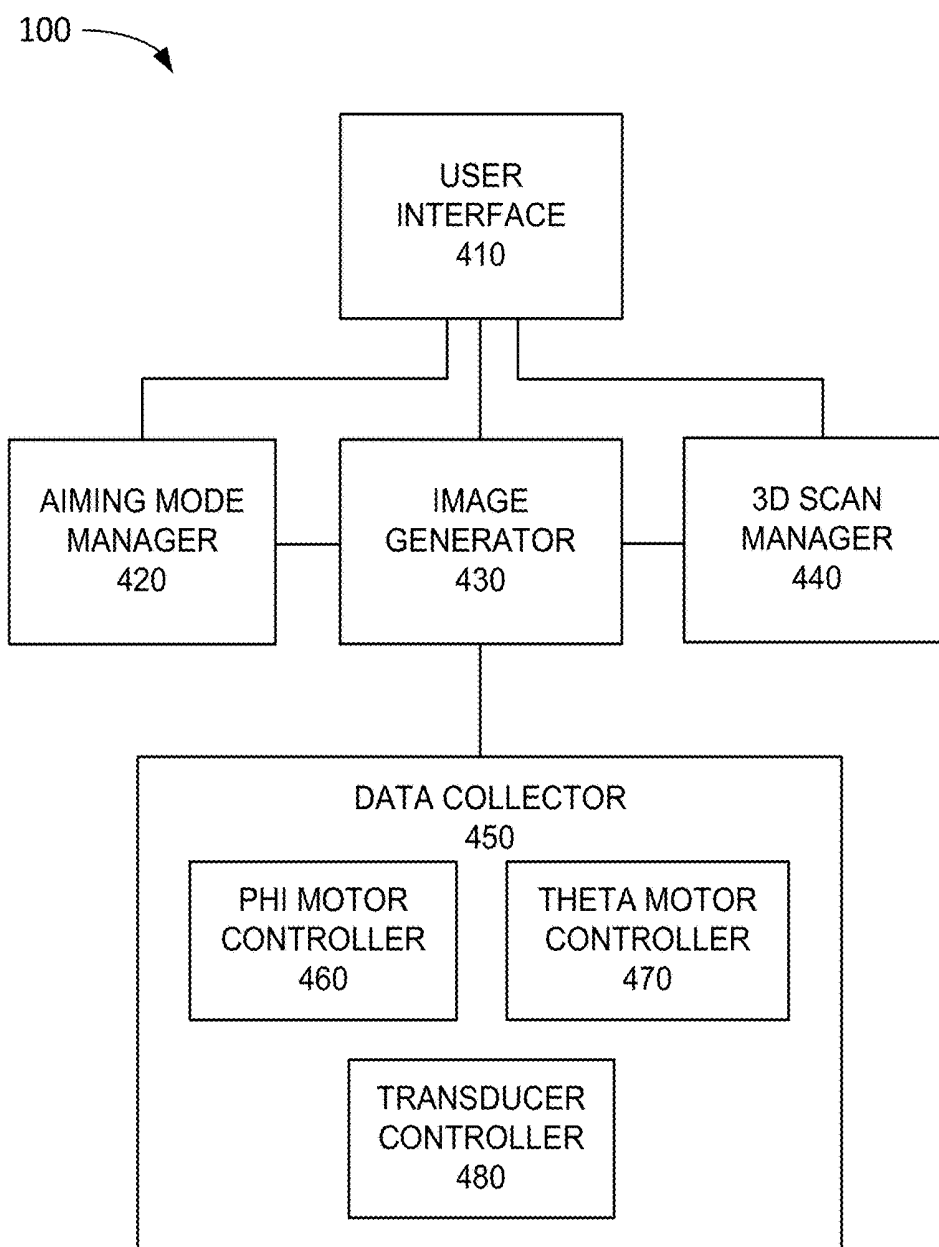 100
USER
INTERFACE
410
AIMING MODE
MANAGER
420
IMAGE
GENERATOR
430
3D SCAN
MANAGER
440
DATA COLLECTOR
450
PHI MOTOR
CONTROLLER
460
THETA MOTOR
CONTROLLER
470
TRANSDUCER
CONTROLLER
480